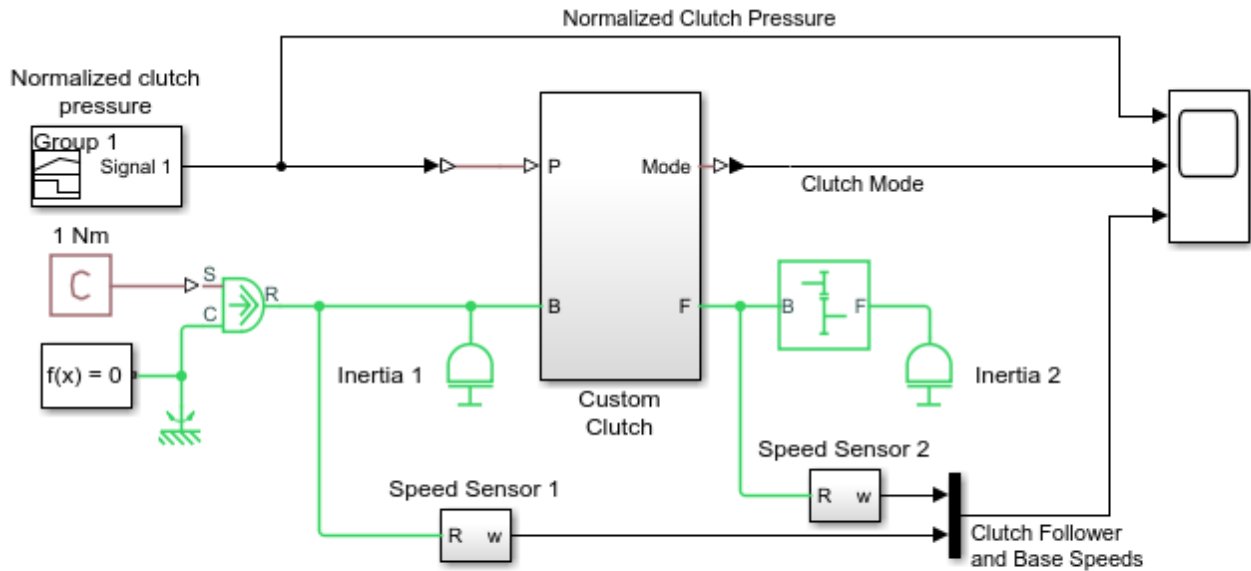 Normalized Clutch Pressure
Normalized clutch
pressure
Group 1
Signal 1
P
Mode
Clutch Mode
1 Nm
C
S
C
R
B
F
B
F
f(x) = 0
Inertia 1
Custom
Clutch
Inertia 2
Speed Sensor 2
R
w
Speed Sensor 1
R
w
Clutch Follower
and Base Speeds